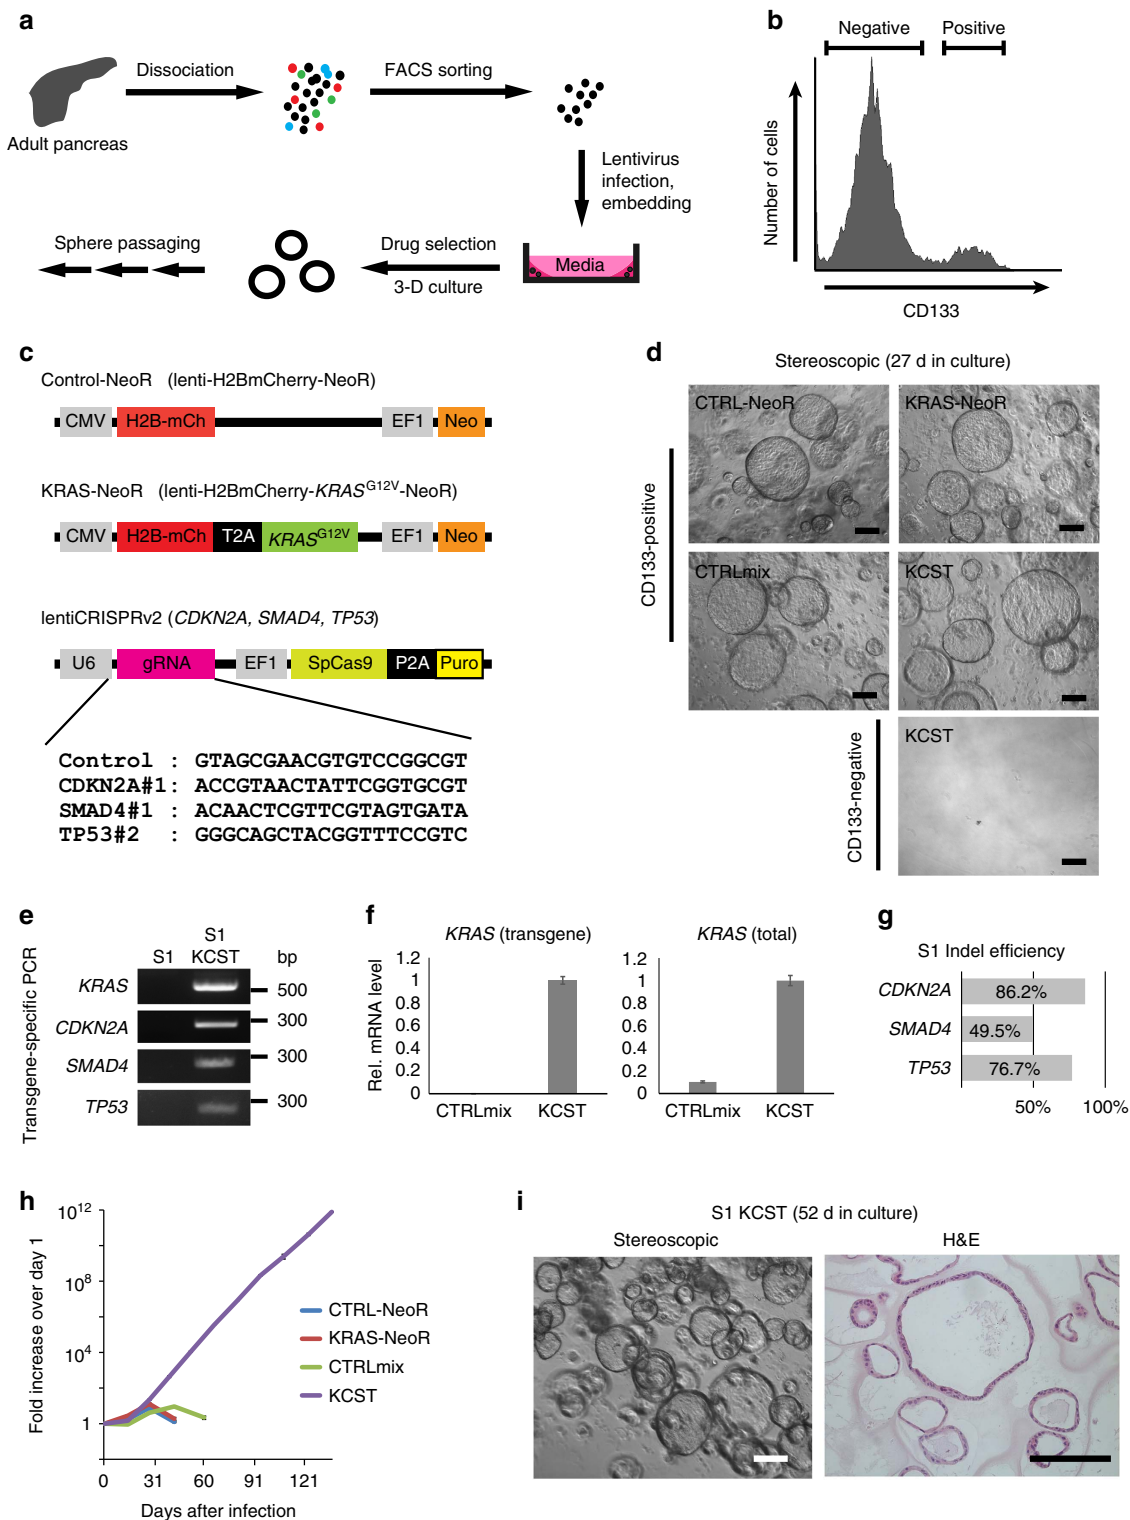 a
Dissociation
FACS sorting
Adult pancreas
Lentivirus
infection,
embedding
Sphere passaging
Drug selection
3-D culture
Media
b
Negative
Positive
Number of cells
CD133
c
Control-NeoR (lenti-H2BmCherry-NeoR)
CMV H2B-mCh EF1 Neo
KRAS-NeoR (lenti-H2BmCherry-KRASG12V-NeoR)
CMV H2B-mCh T2A KRASG12V EF1 Neo
lentiCRISPRv2 (CDKN2A, SMAD4, TP53)
U6 gRNA EF1 SpCas9 P2A Puro
Control : GTAGCGAACGTGTCCGGCGT
CDKN2A#1: ACCGTAACTATTCGGTGCGT
SMAD4#1 : ACAACTCGTTCGTAGTGATA
TP53#2 : GGGCAGCTACGGTTTCCGTC
d
Stereoscopic (27 d in culture)
CD133-positive
CTRL-NeoR
KRAS-NeoR
CTRLmix
KCST
CD133-negative
KCST
e
Transgene-specific PCR
S1
S1 KCST
bp
KRAS
500
CDKN2A
300
SMAD4
300
TP53
300
f
KRAS (transgene)
Rel. mRNA level
1.2
1
0.8
0.6
0.4
0.2
0
CTRLmix KCST
KRAS (total)
1.2
1
0.8
0.6
0.4
0.2
0
CTRLmix KCST
g
S1 Indel efficiency
CDKN2A 86.2%
SMAD4 49.5%
TP53 76.7%
50% 100%
h
Fold increase over day 1
10^12
10^8
10^4
1
0 31 60 91 121
Days after infection
CTRL-NeoR
KRAS-NeoR
CTRLmix
KCST
i
S1 KCST (52 d in culture)
Stereoscopic
H&E